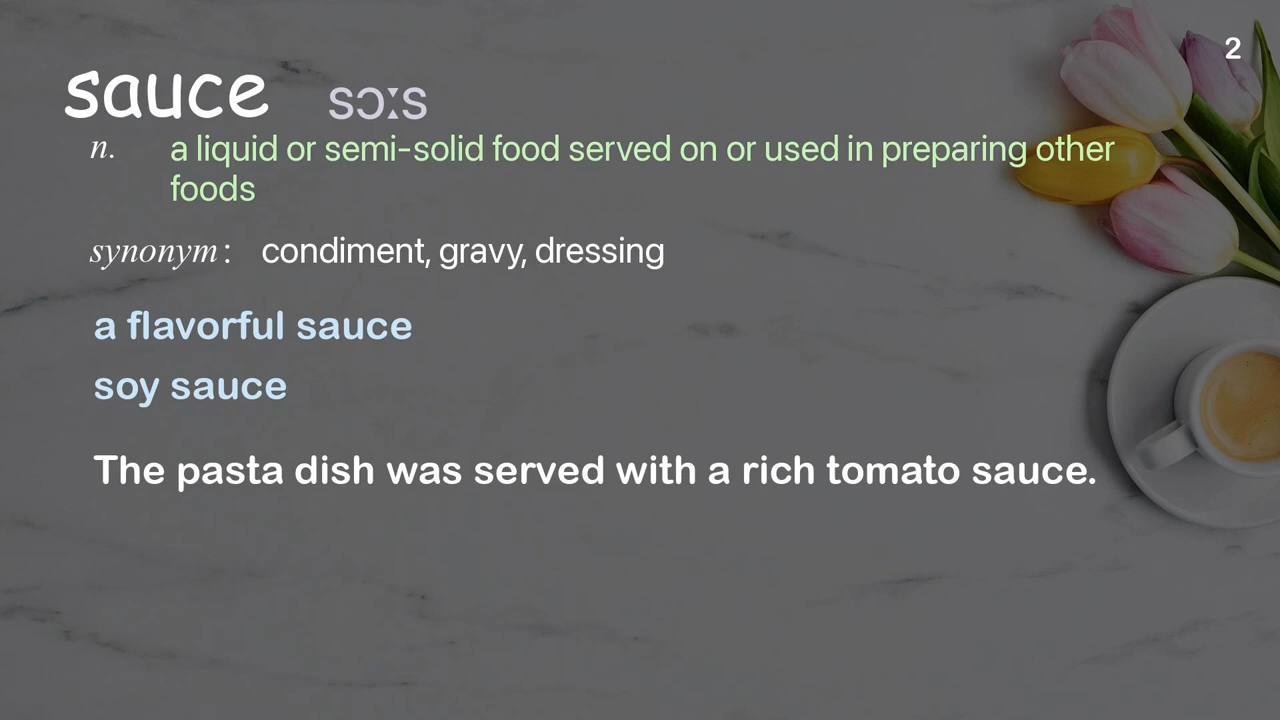 2
sauce sɔːs
n. a liquid or semi-solid food served on or used in preparing other
foods
synonym: condiment, gravy, dressing
a flavorful sauce
soy sauce
The pasta dish was served with a rich tomato sauce.